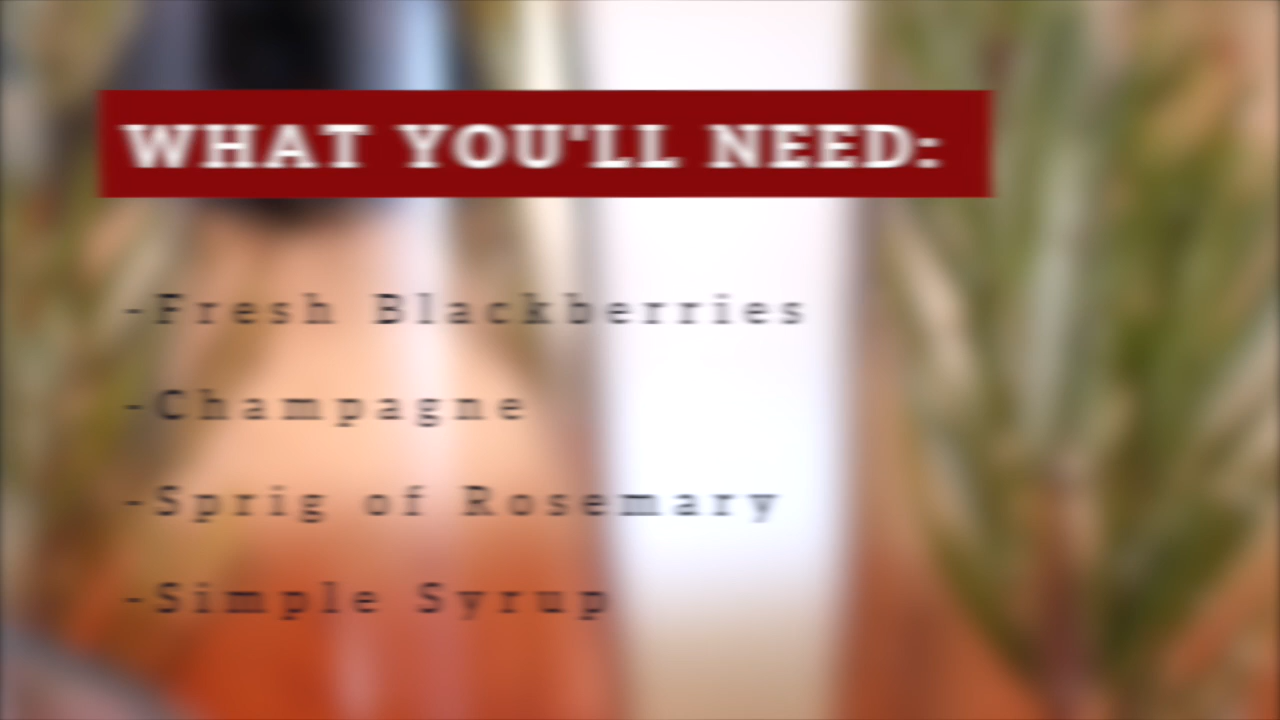 WHAT YOU'LL NEED:
-Fresh Blackberries
-Champagne
-Sprig of Rosemary
-Simple Syrup